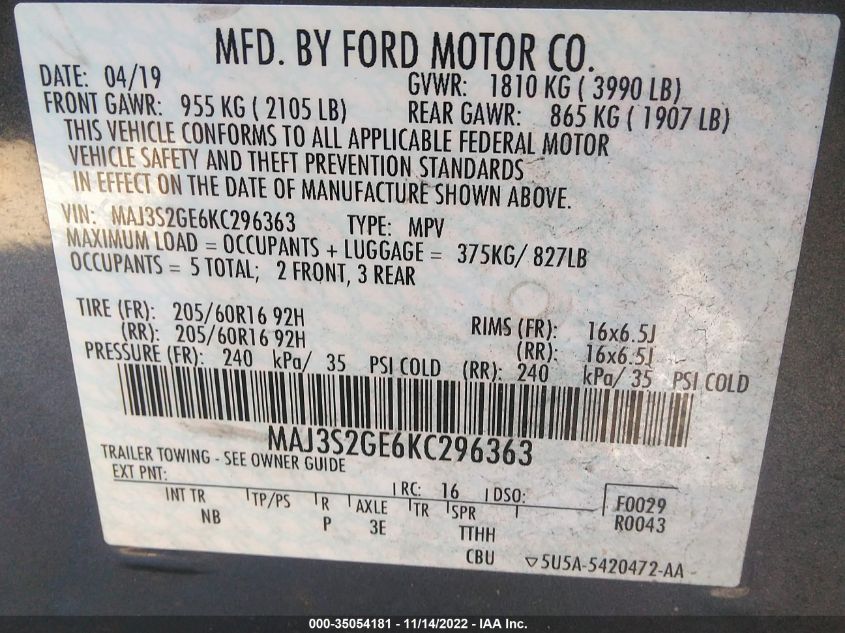 MFD. BY FORD MOTOR CO.
DATE: 04/19 GVWR: 1810 KG ( 3990 LB)
FRONT GAWR: 955 KG ( 2105 LB) REAR GAWR: 865 KG ( 1907 LB)
THIS VEHICLE CONFORMS TO ALL APPLICABLE FEDERAL MOTOR
VEHICLE SAFETY AND THEFT PREVENTION STANDARDS
IN EFFECT ON THE DATE OF MANUFACTURE SHOWN ABOVE.
VIN: MAJ3S2GE6KC296363 TYPE: MPV
MAXIMUM LOAD = OCCUPANTS + LUGGAGE = 375KG/ 827LB
OCCUPANTS = 5 TOTAL; 2 FRONT, 3 REAR
TIRE (FR): 205/60R16 92H RIMS (FR): 16x6.5J
(RR): 205/60R16 92H (RR): 16x6.5J
PRESSURE (FR): 240 kPa/ 35 PSI COLD (RR): 240 kPa/ 35 PSI COLD
MAJ3S2GE6KC296363
TRAILER TOWING - SEE OWNER GUIDE
EXT PNT: RC: 16 DSO: F0029
INT TR TP/PS R AXLE TR SPR R0043
NB P 3E TTHH
CBU 5U5A-5420472-AA
000-35054181 - 11/14/2022 - IAA Inc.